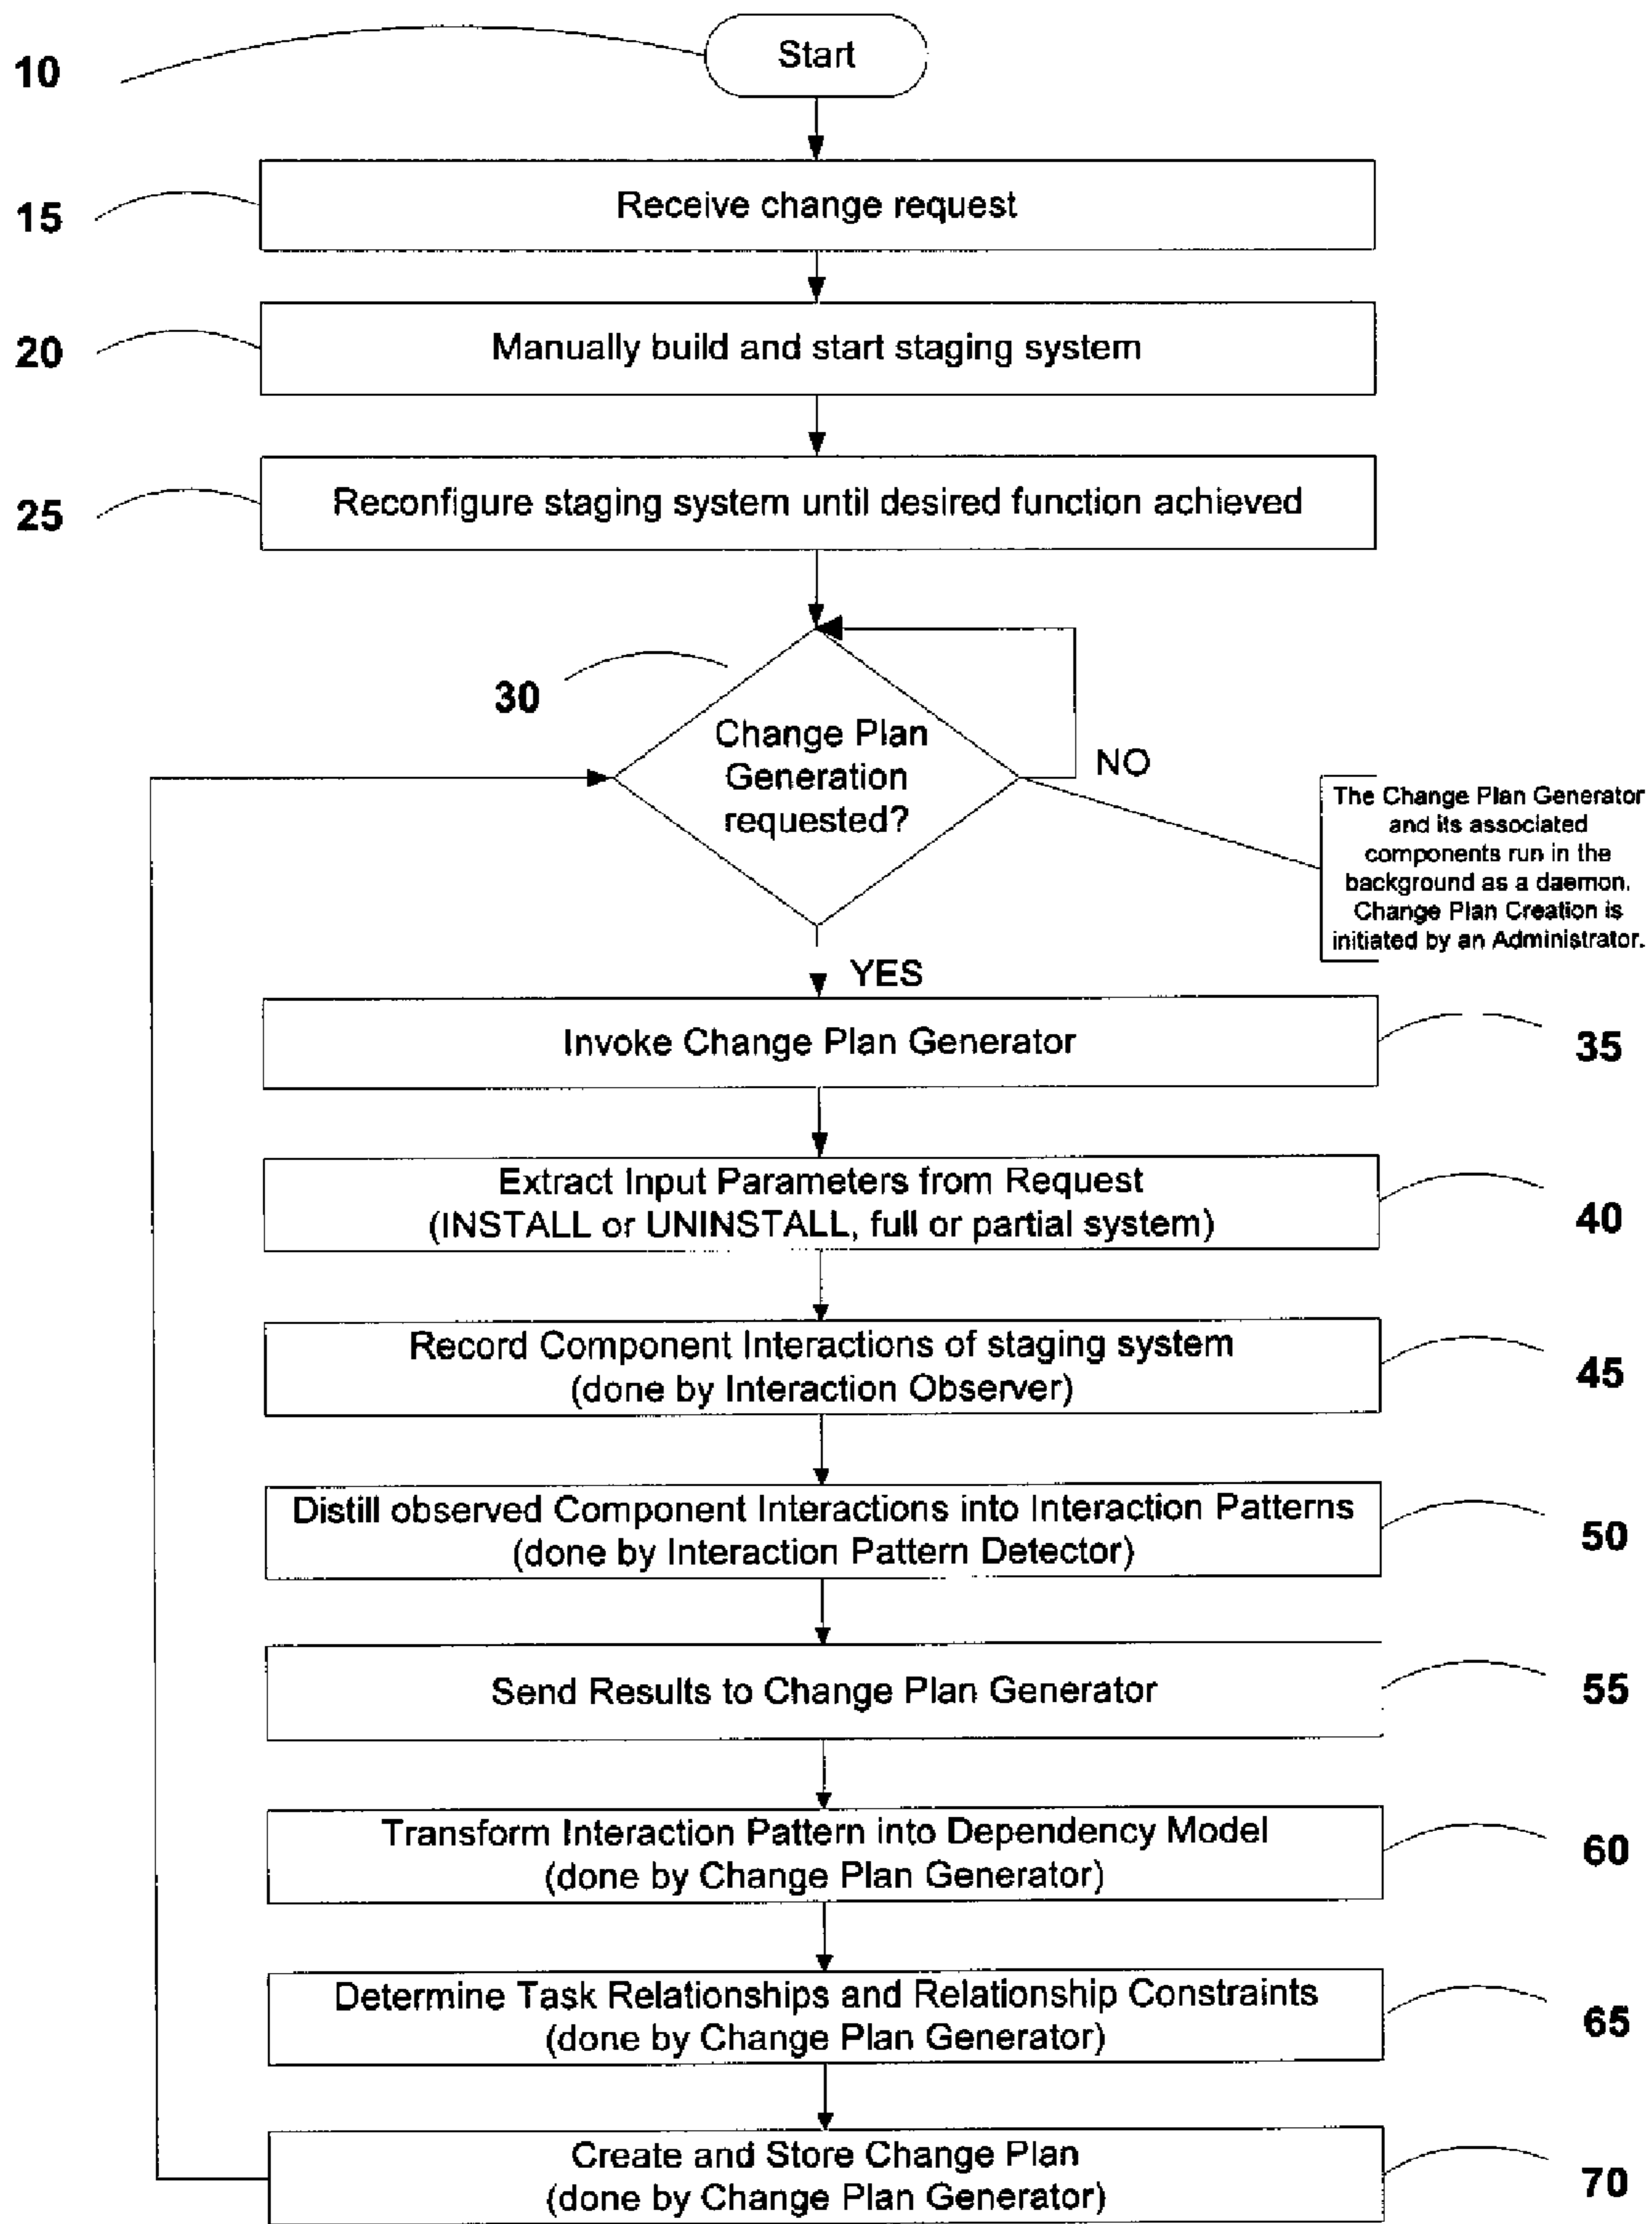 10
Start
15
Receive change request
20
Manually build and start staging system
25
Reconfigure staging system until desired function achieved
30
Change Plan
Generation
requested?
NO
The Change Plan Generator
and its associated
components run in the
background as a daemon.
Change Plan Creation is
initiated by an Administrator.
YES
Invoke Change Plan Generator
35
Extract Input Parameters from Request
(INSTALL or UNINSTALL, full or partial system)
40
Record Component Interactions of staging system
(done by Interaction Observer)
45
Distill observed Component Interactions into Interaction Patterns
(done by Interaction Pattern Detector)
50
Send Results to Change Plan Generator
55
Transform Interaction Pattern into Dependency Model
(done by Change Plan Generator)
60
Determine Task Relationships and Relationship Constraints
(done by Change Plan Generator)
65
Create and Store Change Plan
(done by Change Plan Generator)
70